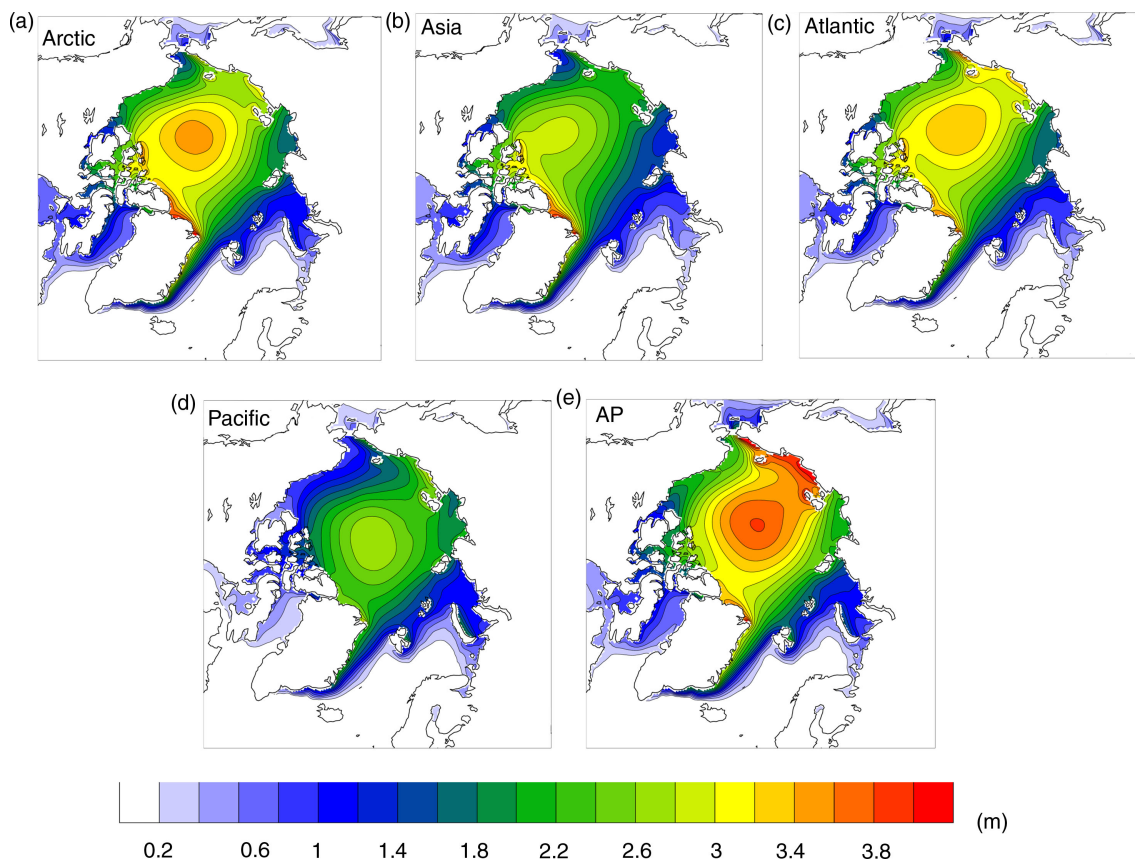 (a) Arctic
(b) Asia
(c) Atlantic
(d) Pacific
(e) AP
0.2 0.6 1 1.4 1.8 2.2 2.6 3 3.4 3.8 (m)